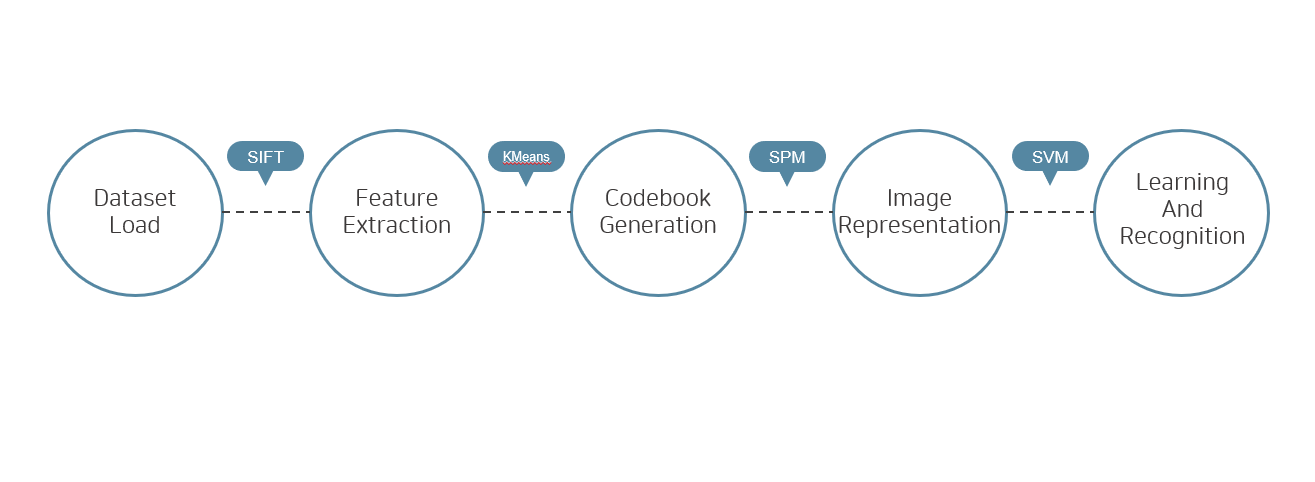 Dataset
Load
SIFT
Feature
Extraction
KMeans
Codebook
Generation
SPM
Image
Representation
SVM
Learning
And
Recognition